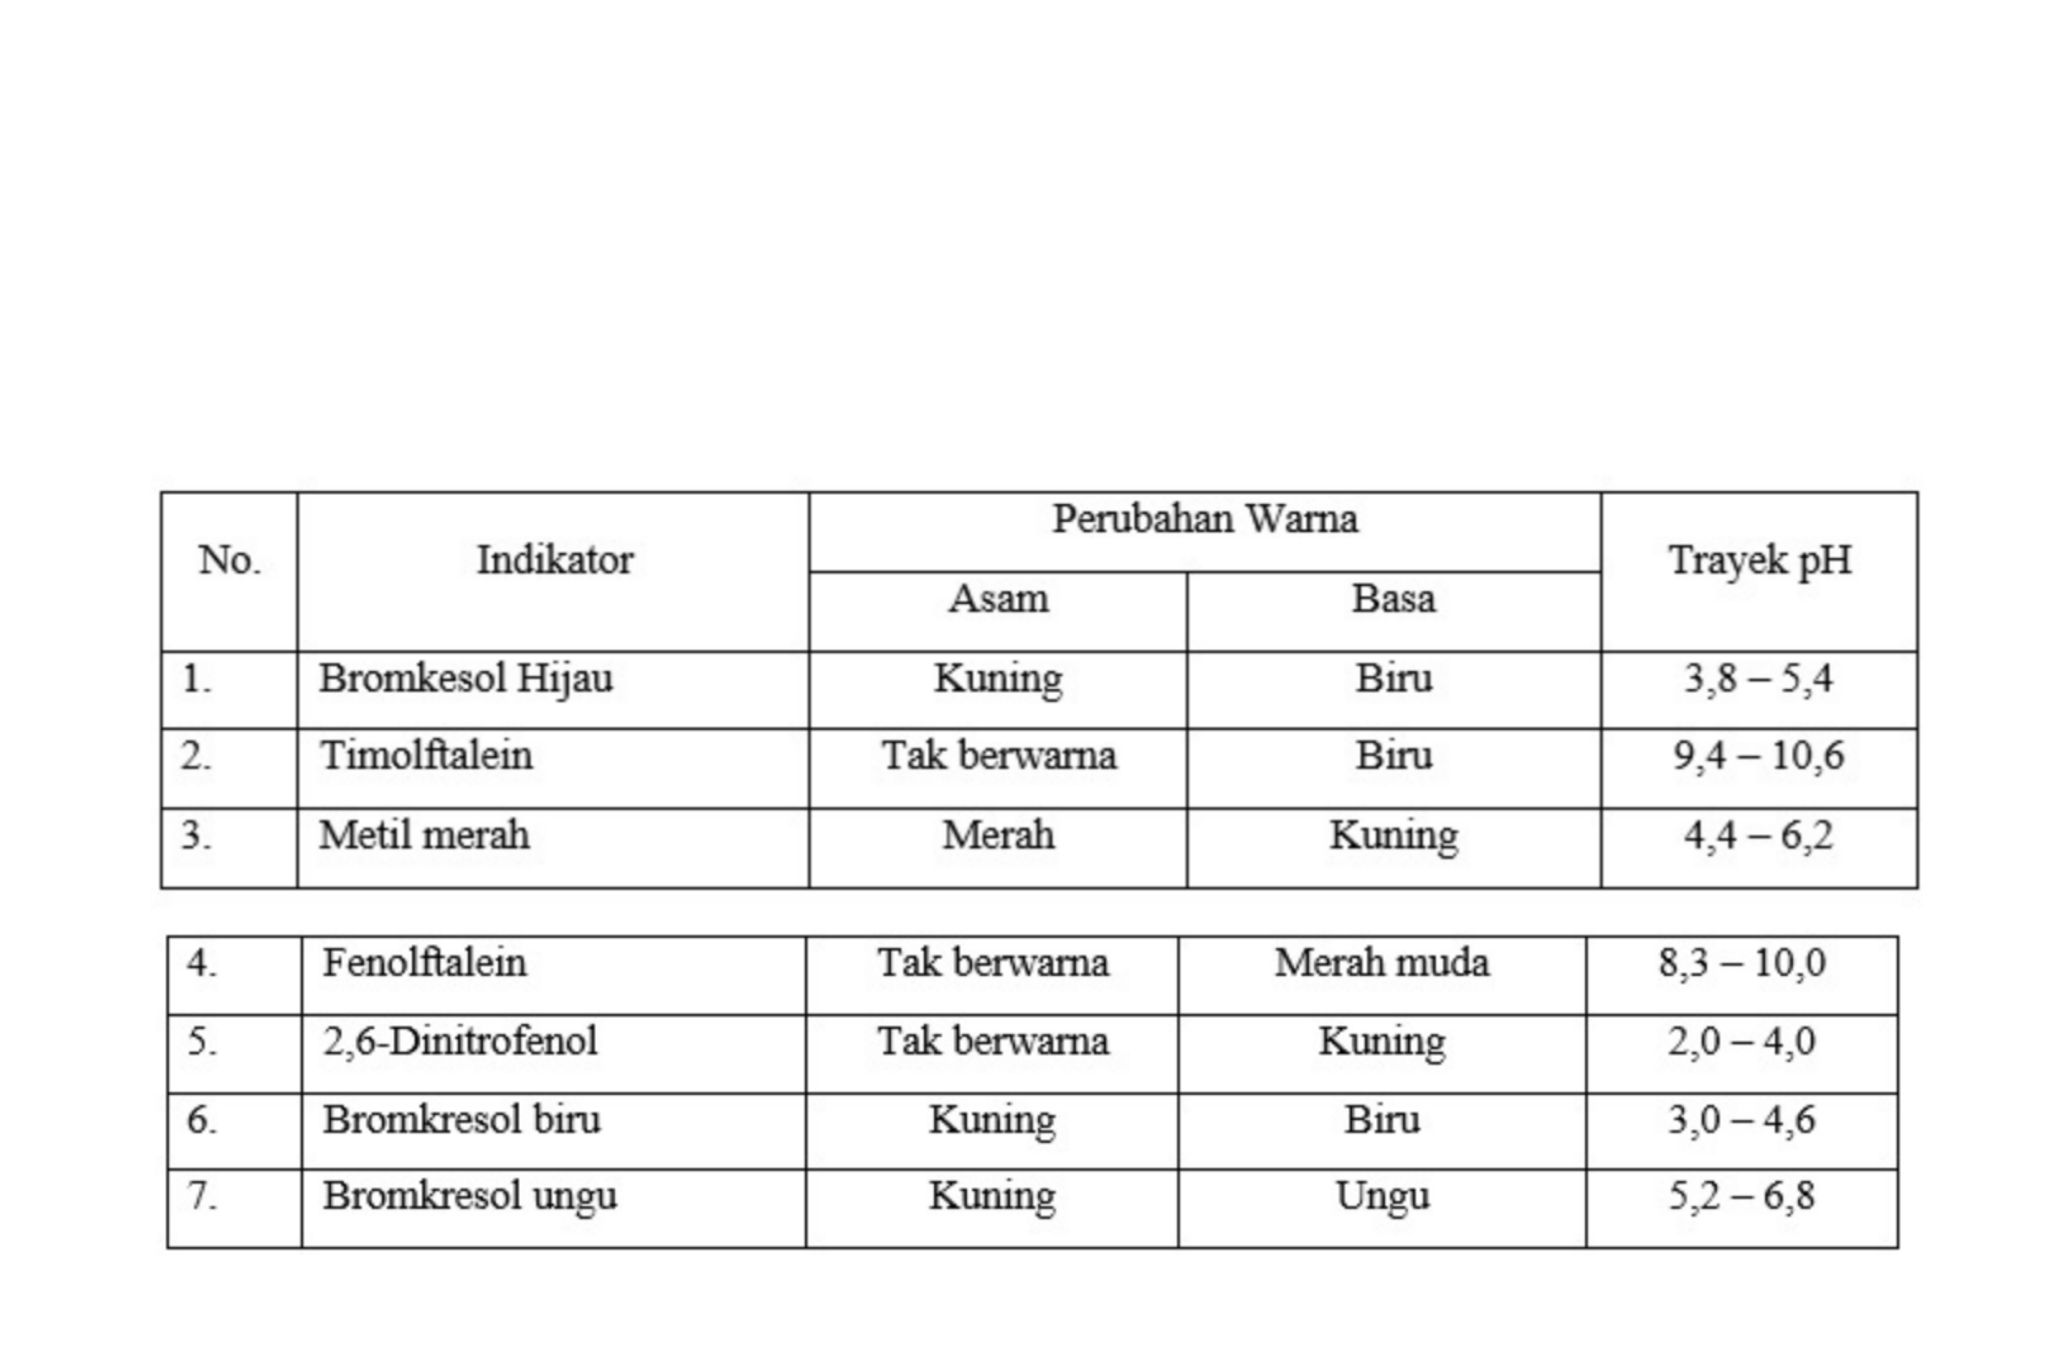 No. Indikator Perubahan Warna Trayek pH
Asam Basa
1. Bromkesol Hijau Kuning Biru 3,8 – 5,4
2. Timolftalein Tak berwarna Biru 9,4 – 10,6
3. Metil merah Merah Kuning 4,4 – 6,2
4. Fenolftalein Tak berwarna Merah muda 8,3 – 10,0
5. 2,6-Dinitrofenol Tak berwarna Kuning 2,0 – 4,0
6. Bromkresol biru Kuning Biru 3,0 – 4,6
7. Bromkresol ungu Kuning Ungu 5,2 – 6,8